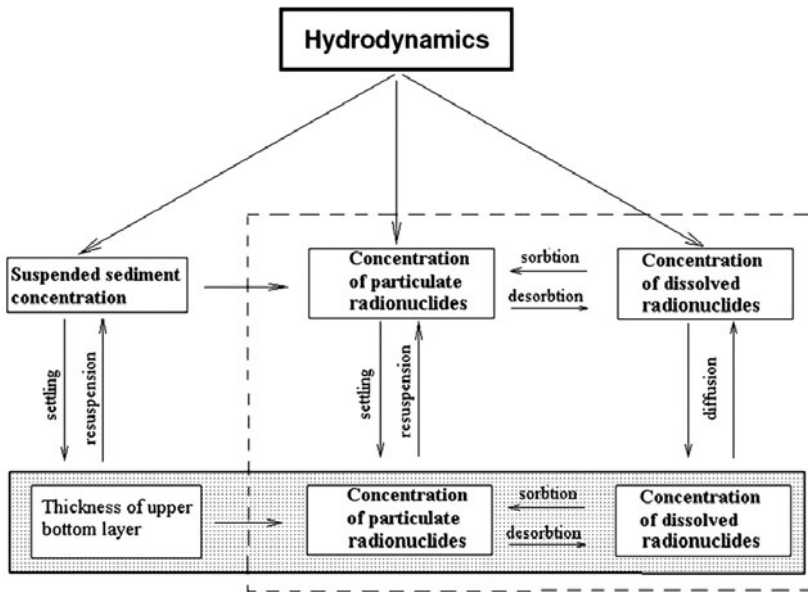 Hydrodynamics
Suspended sediment
concentration
Concentration
of particulate
radionuclides
sorbtion
desorbtion
Concentration
of dissolved
radionuclides
settling
resuspension
settling
resuspension
diffusion
Thickness of upper
bottom layer
Concentration
of particulate
radionuclides
sorbtion
desorbtion
Concentration
of dissolved
radionuclides